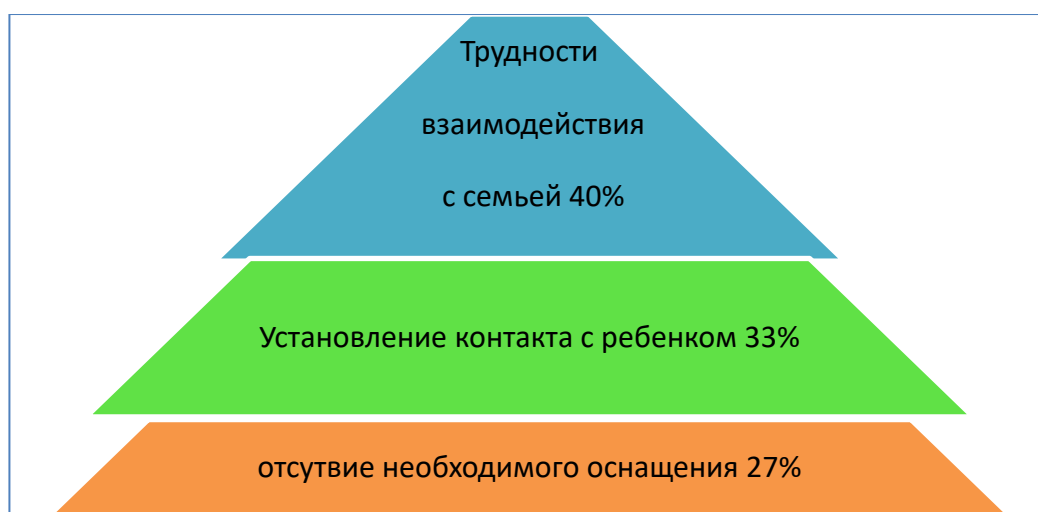 Трудности
взаимодействия
с семьей 40%
Установление контакта с ребенком 33%
отсутвие необходимого оснащения 27%